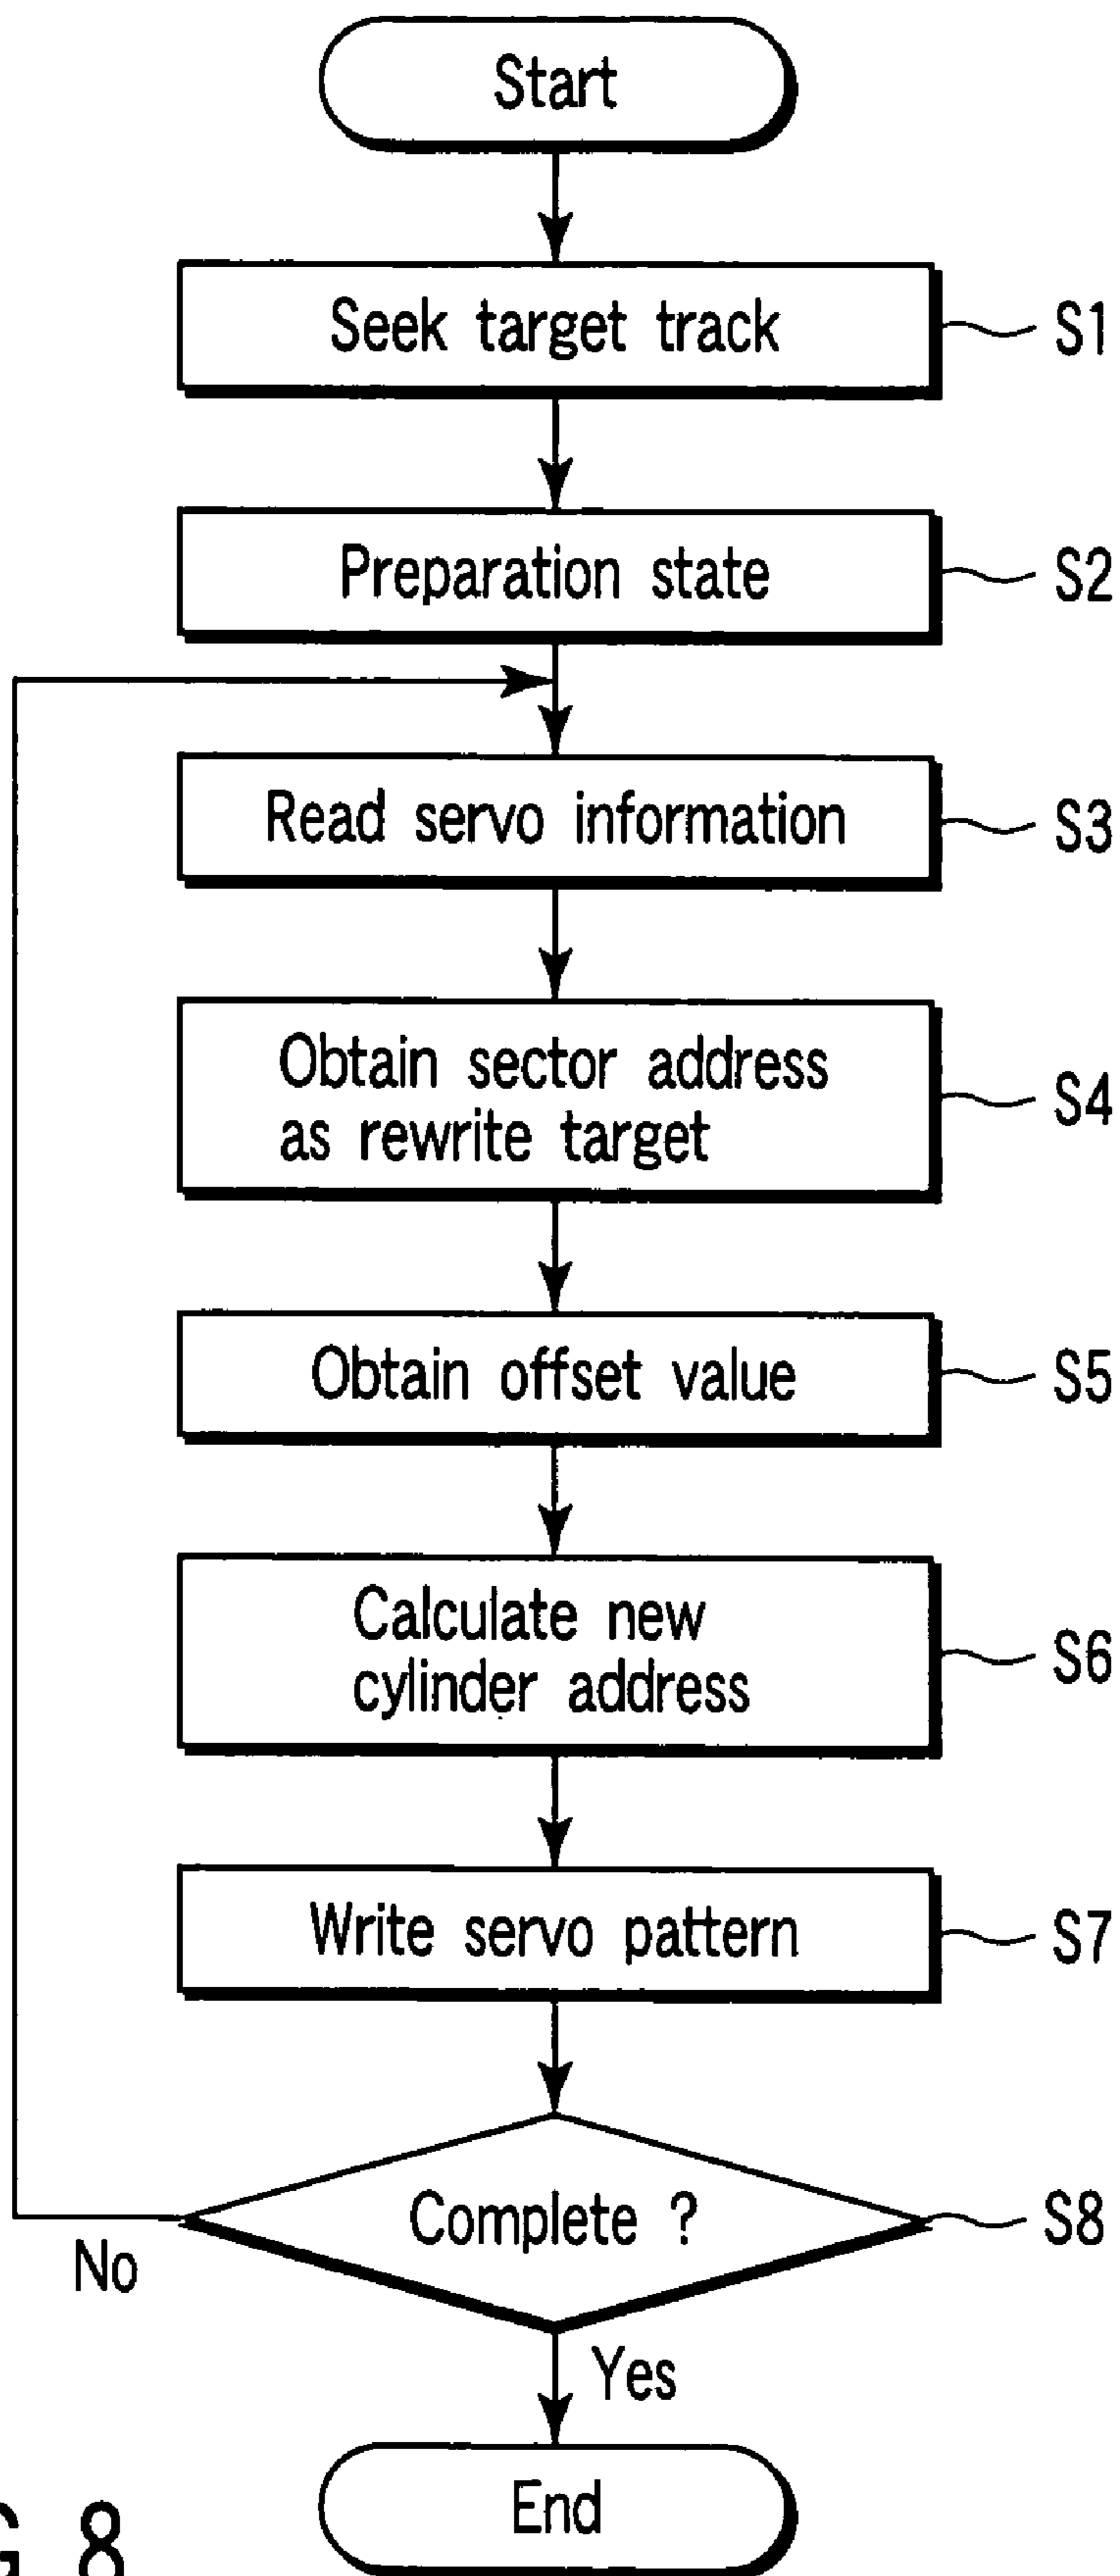 Start
Seek target track
S1
Preparation state
S2
Read servo information
S3
Obtain sector address
as rewrite target
S4
Obtain offset value
S5
Calculate new
cylinder address
S6
Write servo pattern
S7
Complete ?
S8
No
Yes
End
G 8